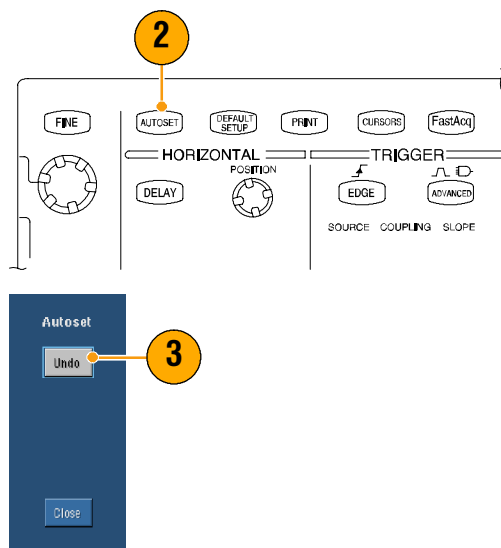 2
FINE
AUTOSET
DEFAULT
SETUP
PRINT
CURSORS
FastAcq
HORIZONTAL
TRIGGER
POSITION
DELAY
EDGE
ADVANCED
SOURCE COUPLING SLOPE
Autoset
Undo
3
Close